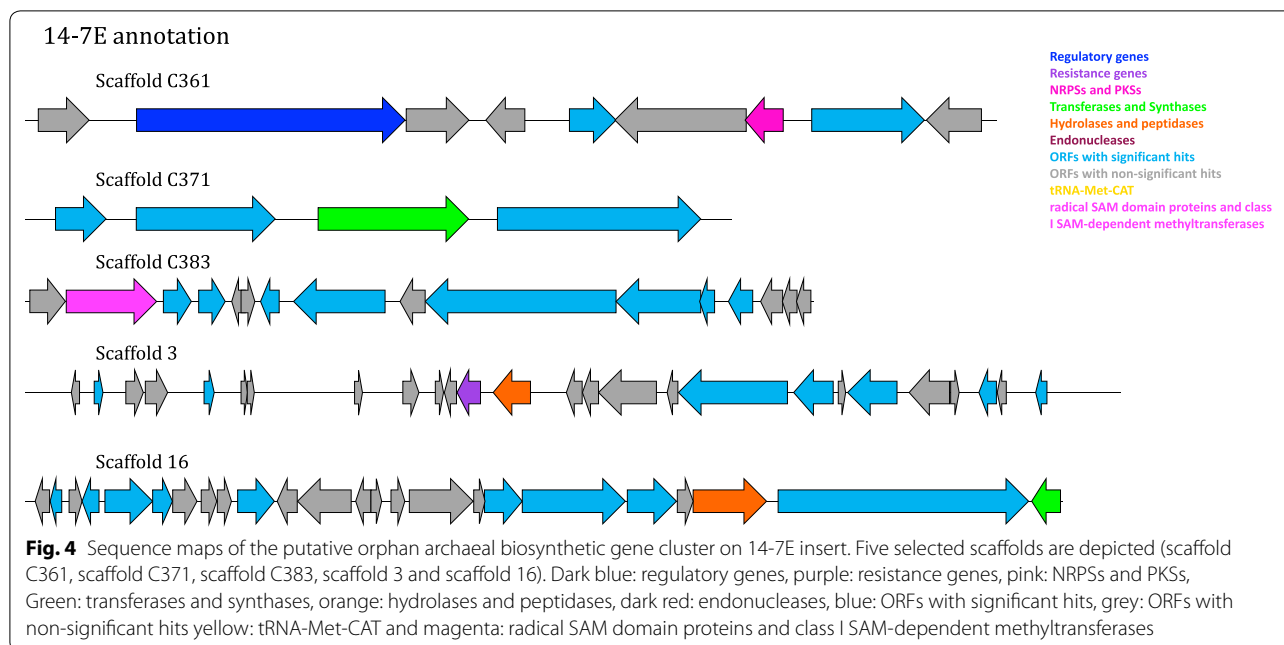 14-7E annotation
Scaffold C361
Regulatory genes
Resistance genes
NRPSs and PKSs
Transferases and Synthases
Hydrolases and peptidases
Endonucleases
ORFs with significant hits
ORFs with non-significant hits
tRNA-Met-CAT
radical SAM domain proteins and class
I SAM-dependent methyltransferases
Scaffold C371
Scaffold C383
Scaffold 3
Scaffold 16
Fig. 4 Sequence maps of the putative orphan archaeal biosynthetic gene cluster on 14-7E insert. Five selected scaffolds are depicted (scaffold
C361, scaffold C371, scaffold C383, scaffold 3 and scaffold 16). Dark blue: regulatory genes, purple: resistance genes, pink: NRPSs and PKSs,
Green: transferases and synthases, orange: hydrolases and peptidases, dark red: endonucleases, blue: ORFs with significant hits, grey: ORFs with
non-significant hits yellow: tRNA-Met-CAT and magenta: radical SAM domain proteins and class I SAM-dependent methyltransferases